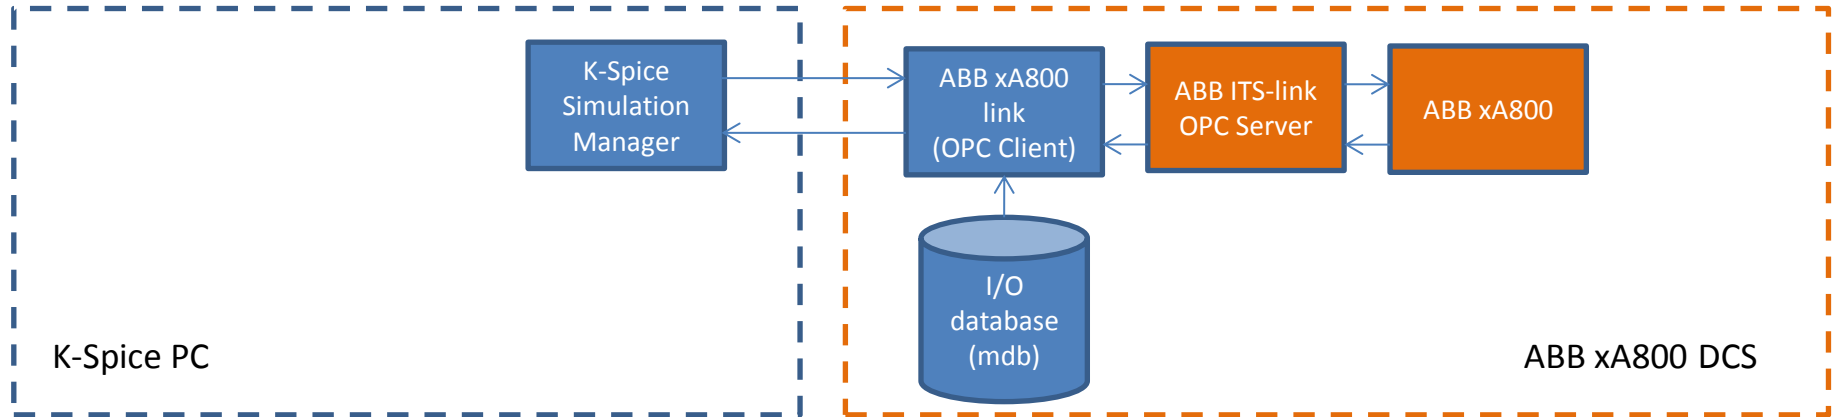 K-Spice
Simulation
Manager
ABB xA800
link
(OPC Client)
ABB ITS-link
OPC Server
ABB xA800
I/O
database
(mdb)
K-Spice PC
ABB xA800 DCS